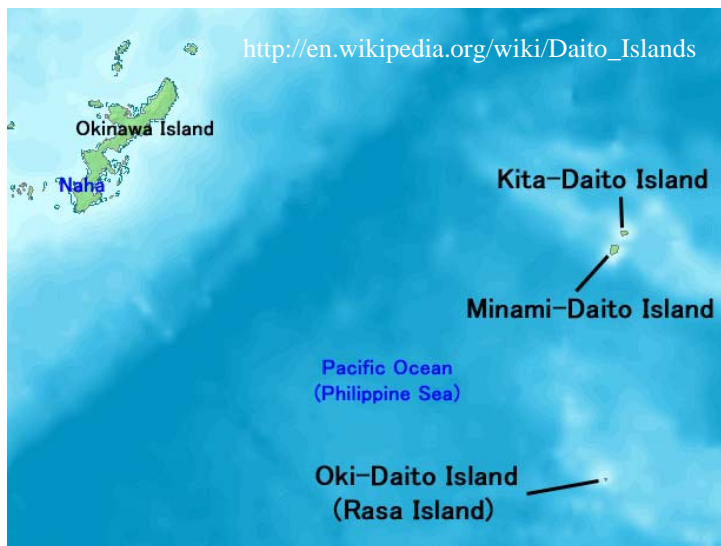 http://en.wikipedia.org/wiki/Daito_Islands
Okinawa Island
Naha
Kita-Daito Island
Minami-Daito Island
Pacific Ocean
(Philippine Sea)
Oki-Daito Island
(Rasa Island)